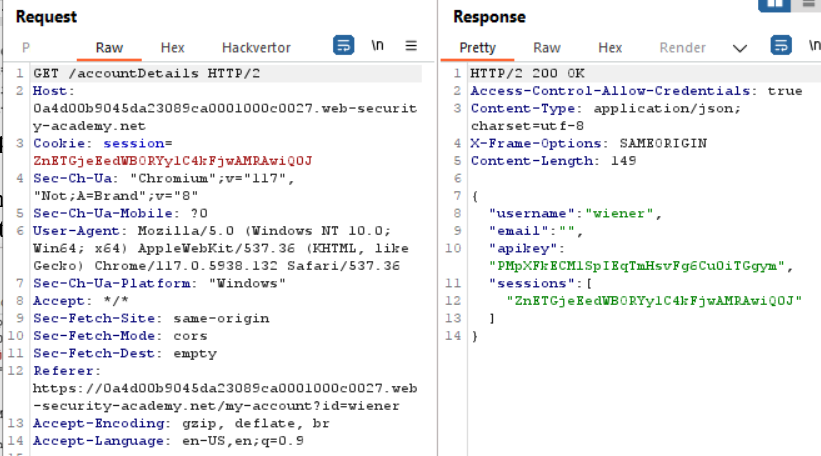 Request
P Raw Hex Hackvertor \n
1 GET /accountDetails HTTP/2
2 Host:
0a4d00b9045da23089ca0001000c0027.web-securit
y-academy.net
3 Cookie: session=
ZnETGjeEedWBORYylC4kFjwAMRAwiQ0J
4 Sec-Ch-Ua: "Chromium";v="117",
"Not;A=Brand";v="8"
5 Sec-Ch-Ua-Mobile: ?0
6 User-Agent: Mozilla/5.0 (Windows NT 10.0;
Win64; x64) AppleWebKit/537.36 (KHTML, like
Gecko) Chrome/117.0.5938.132 Safari/537.36
7 Sec-Ch-Ua-Platform: "Windows"
8 Accept: */*
9 Sec-Fetch-Site: same-origin
10 Sec-Fetch-Mode: cors
11 Sec-Fetch-Dest: empty
12 Referer:
https://0a4d00b9045da23089ca0001000c0027.web
-security-academy.net/my-account?id=wiener
13 Accept-Encoding: gzip, deflate, br
14 Accept-Language: en-US,en;q=0.9
Response
Pretty Raw Hex Render \n
1 HTTP/2 200 OK
2 Access-Control-Allow-Credentials: true
3 Content-Type: application/json;
charset=utf-8
4 X-Frame-Options: SAMEORIGIN
5 Content-Length: 149
6
7 {
8 "username":"wiener",
9 "email":"",
10 "apikey":
"PMpXFkECMlSpIEqTmHsvFg6CuOiTGgym",
11 "sessions":[
12 "ZnETGjeEedWBORYylC4kFjwAMRAwiQ0J"
13 ]
14 }